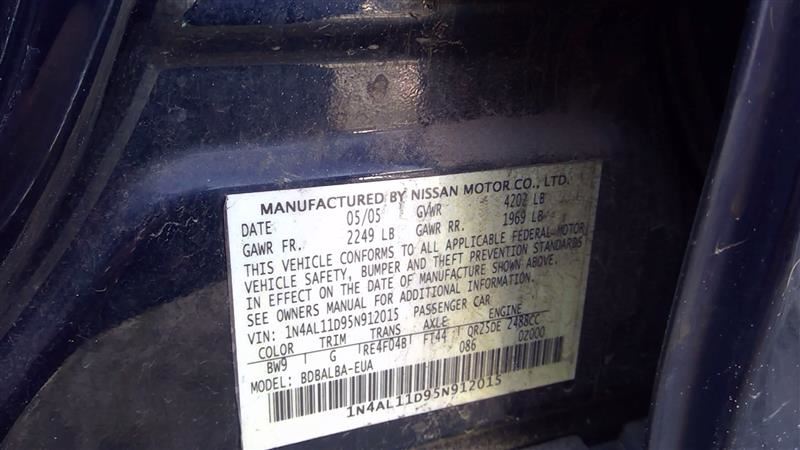 MANUFACTURED BY NISSAN MOTOR CO., LTD.
DATE 05/05 GVWR 4202 LB
GAWR FR. 2249 LB GAWR RR. 1969 LB
THIS VEHICLE CONFORMS TO ALL APPLICABLE FEDERAL MOTOR
VEHICLE SAFETY, BUMPER AND THEFT PREVENTION STANDARDS
IN EFFECT ON THE DATE OF MANUFACTURE SHOWN ABOVE.
SEE OWNERS MANUAL FOR ADDITIONAL INFORMATION
VIN: 1N4AL11D95N912015 PASSENGER CAR
COLOR TRIM TRANS AXLE ENGINE
BW9 G RE4F04B FT44 QR25DE 2488CC
086 02000
MODEL: BDBALBA-EUA
1N4AL11D95N912015